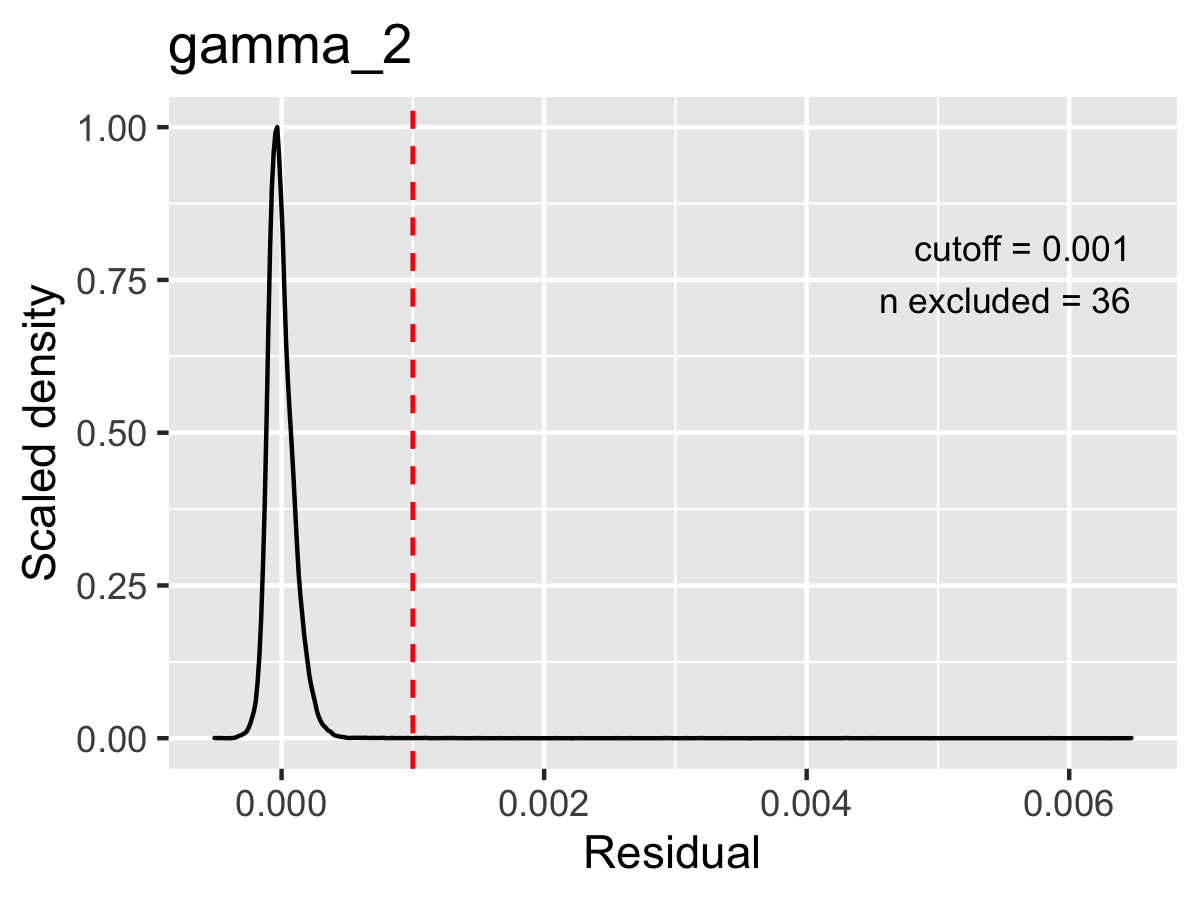 gamma_2
1.00
0.75
0.50
0.25
0.00
Scaled density
cutoff = 0.001
n excluded = 36
0.000
0.002
0.004
0.006
Residual